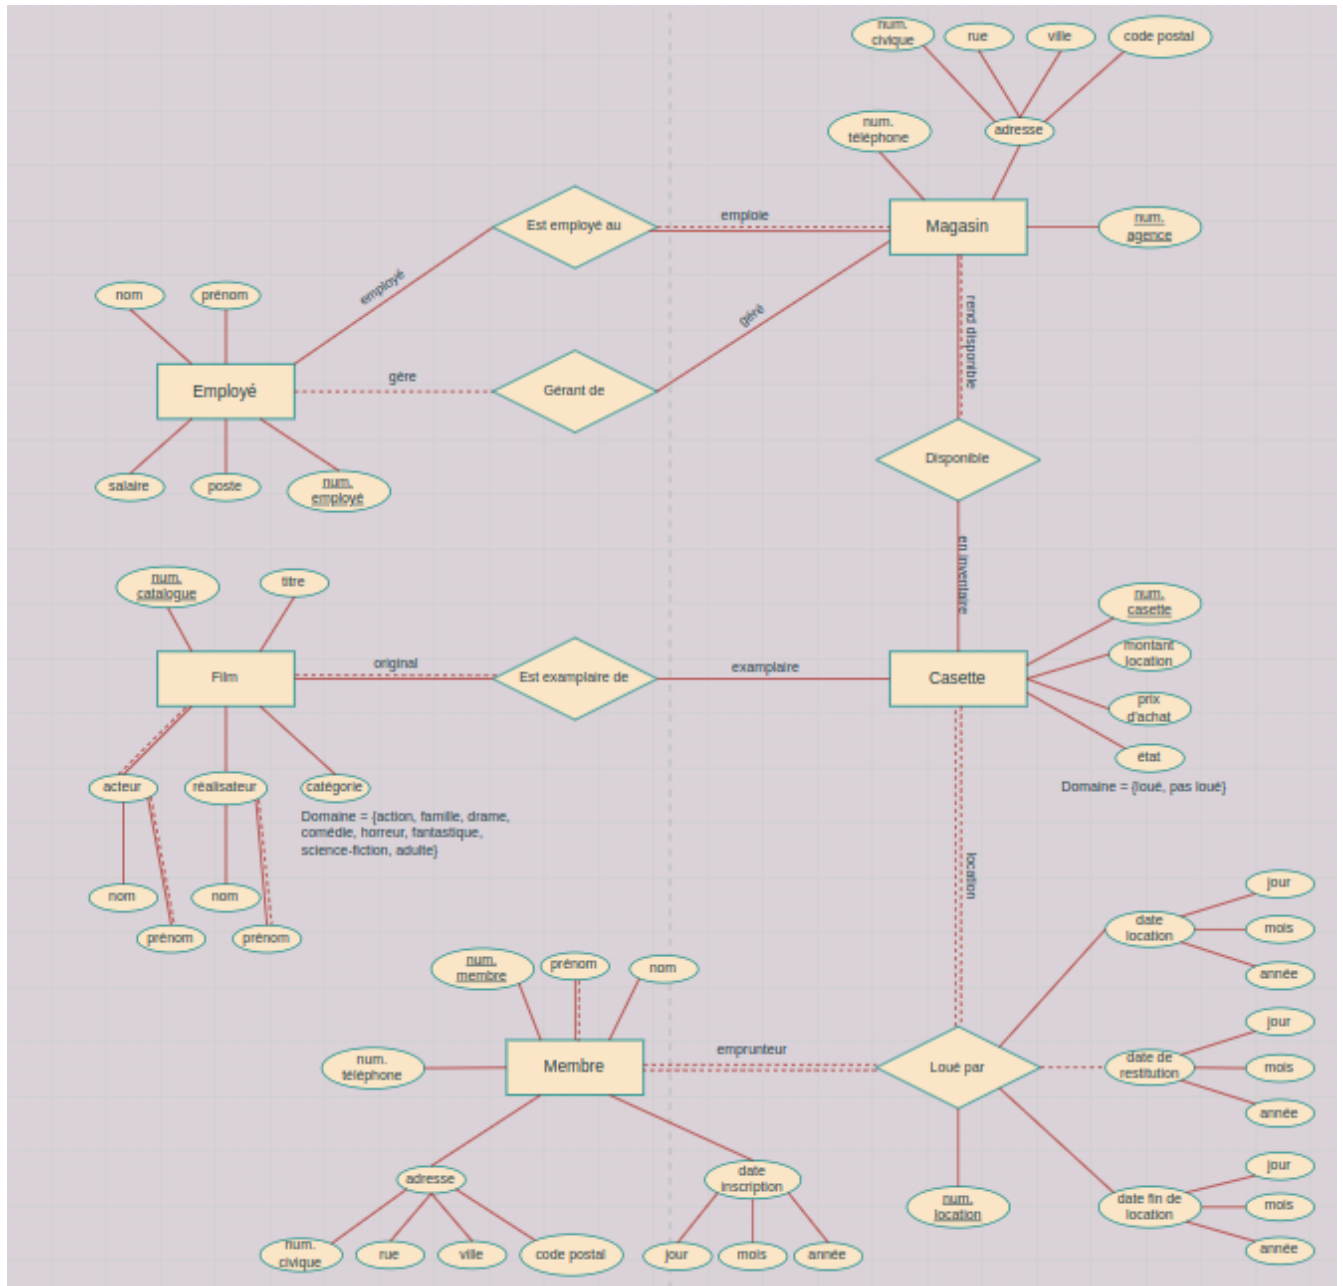 num.
civique
rue
ville
code postal
num.
téléphone
adresse
emploie
Est employé au
Magasin
num.
agence
employé
nom
prénom
géré
rend disponible
gère
Employé
Gérant de
Disponible
salaire
poste
num.
employé
en inventaire
num.
catalogue
titre
num.
casette
montant
location
original
examplaire
Film
Est examplaire de
Casette
prix
d'achat
état
Domaine = {loué, pas loué}
acteur
réalisateur
catégorie
Domaine = {action, famille, drame,
comédie, horreur, fantastique,
science-fiction, adulte}
location
nom
nom
prénom
prénom
jour
date
location
mois
année
num.
membre
prénom
nom
jour
emprunteur
num.
téléphone
Membre
Loué par
date de
restitution
mois
année
adresse
date
inscription
num.
location
date fin de
location
jour
mois
année
num.
civique
rue
ville
code postal
jour
mois
année